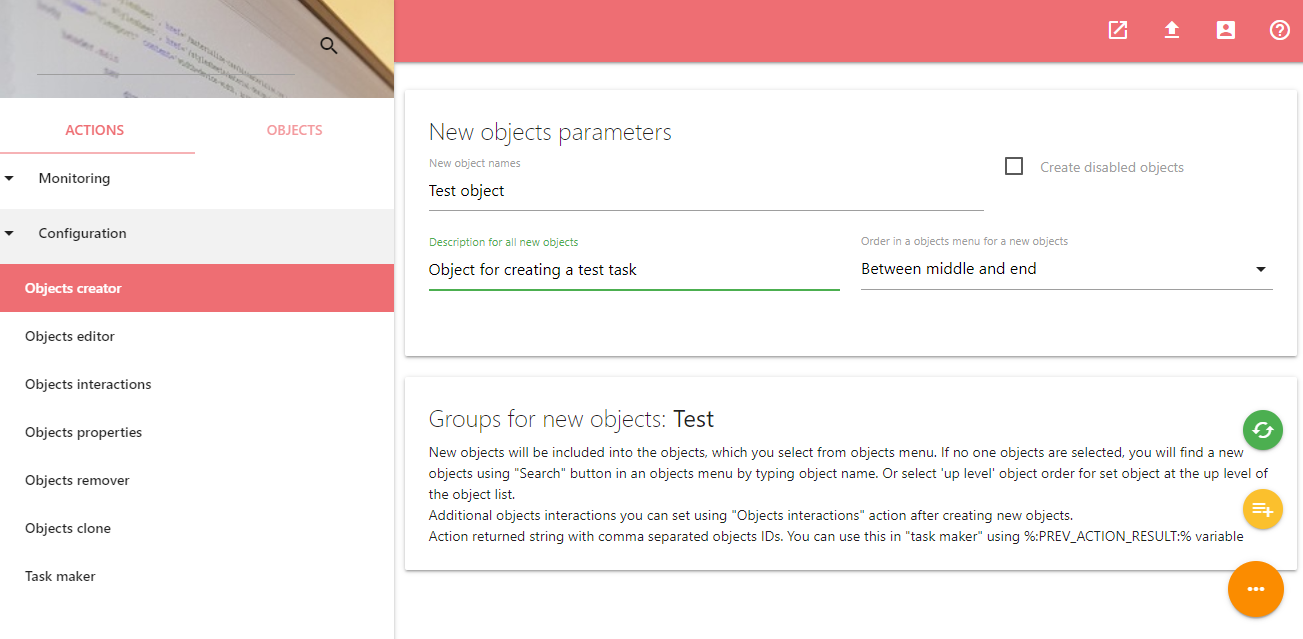 ACTIONS OBJECTS
Monitoring
Configuration
Objects creator
Objects editor
Objects interactions
Objects properties
Objects remover
Objects clone
Task maker
New objects parameters
New object names
Test object
Create disabled objects
Description for all new objects
Object for creating a test task
Order in a objects menu for a new objects
Between middle and end
Groups for new objects: Test
New objects will be included into the objects, which you select from objects menu. If no one objects are selected, you will find a new
objects using "Search" button in an objects menu by typing object name. Or select 'up level' object order for set object at the up level of
the object list.
Additional objects interactions you can set using "Objects interactions" action after creating new objects.
Action returned string with comma separated objects IDs. You can use this in "task maker" using %:PREV_ACTION_RESULT:% variable